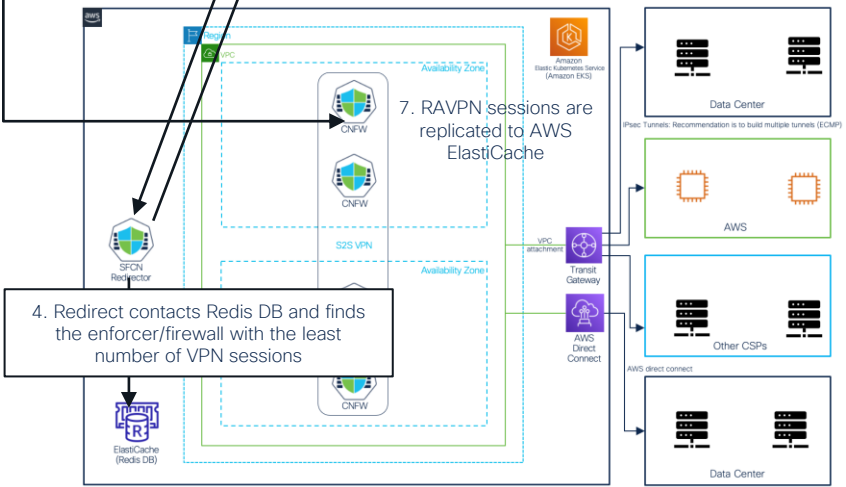 aws
Region
VPC
Availability Zone
Amazon
Elastic Kubernetes Service
(Amazon EKS)
CNFW
7. RAVPN sessions are
replicated to AWS
ElastiCache
CNFW
S2S VPN
Availability Zone
SFCN
Redirector
4. Redirect contacts Redis DB and finds
the enforcer/firewall with the least
number of VPN sessions
CNFW
R
ElastiCache
(Redis DB)
VPC
attachment
Transit
Gateway
AWS
Direct
Connect
Data Center
IPsec Tunnels: Recommendation is to build multiple tunnels (ECMP)
AWS
Other CSPs
AWS direct connect
Data Center